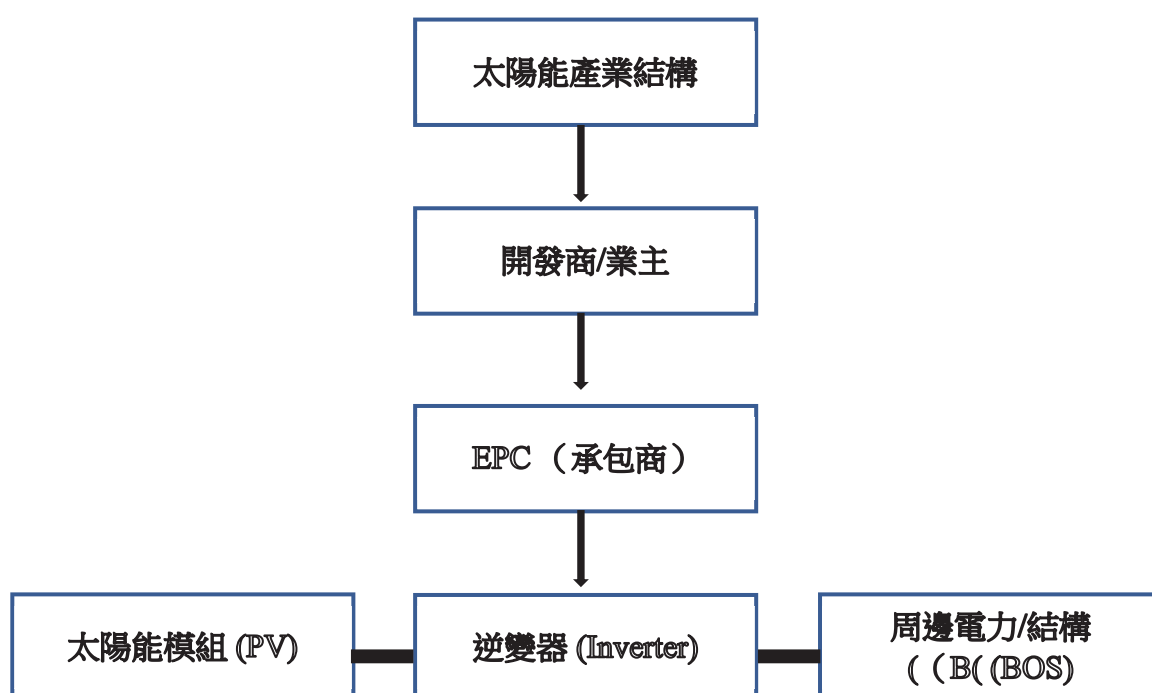 太陽能產業結構
開發商/業主
EPC （承包商）
太陽能模組 (PV)
逆變器 (Inverter)
周邊電力/結構
(（B( (BOS)